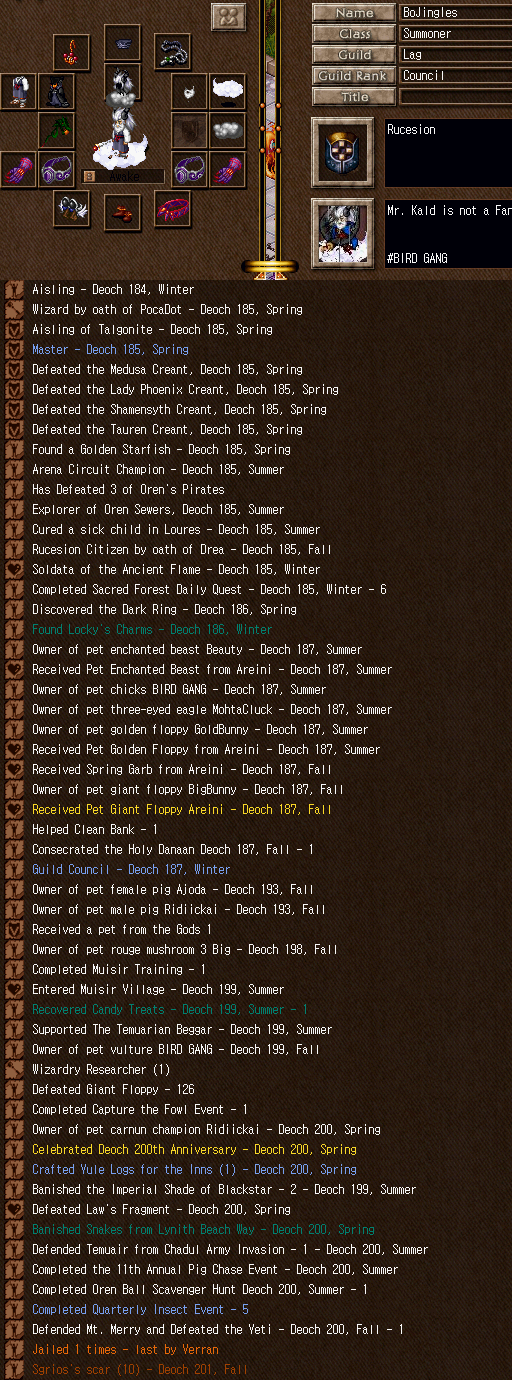 Name BoJingles
Class Summoner
Guild Lag
Guild Rank Council
Title
Rucesion
8 Awake
Mr. Kald is not a Far
#BIRD GANG
Aisling - Deoch 184, Winter
Wizard by oath of PocaDot - Deoch 185, Spring
Aisling of Talgonite - Deoch 185, Spring
Master - Deoch 185, Spring
Defeated the Medusa Creant, Deoch 185, Spring
Defeated the Lady Phoenix Creant, Deoch 185, Spring
Defeated the Shamensyth Creant, Deoch 185, Spring
Defeated the Tauren Creant, Deoch 185, Spring
Found a Golden Starfish - Deoch 185, Spring
Arena Circuit Champion - Deoch 185, Summer
Has Defeated 3 of Oren's Pirates
Explorer of Oren Sewers, Deoch 185, Summer
Cured a sick child in Loures - Deoch 185, Summer
Rucesion Citizen by oath of Drea - Deoch 185, Fall
Soldata of the Ancient Flame - Deoch 185, Winter
Completed Sacred Forest Daily Quest - Deoch 185, Winter - 6
Discovered the Dark Ring - Deoch 186, Spring
Found Locky's Charms - Deoch 186, Winter
Owner of pet enchanted beast Beauty - Deoch 187, Summer
Received Pet Enchanted Beast from Areini - Deoch 187, Summer
Owner of pet chicks BIRD GANG - Deoch 187, Summer
Owner of pet three-eyed eagle MohtaCluck - Deoch 187, Summer
Owner of pet golden floppy GoldBunny - Deoch 187, Summer
Received Pet Golden Floppy from Areini - Deoch 187, Summer
Received Spring Garb from Areini - Deoch 187, Fall
Owner of pet giant floppy BigBunny - Deoch 187, Fall
Received Pet Giant Floppy Areini - Deoch 187, Fall
Helped Clean Bank - 1
Consecrated the Holy Danaan Deoch 187, Fall - 1
Guild Council - Deoch 187, Winter
Owner of pet female pig Ajoda - Deoch 193, Fall
Owner of pet male pig Ridiickai - Deoch 193, Fall
Received a pet from the Gods 1
Owner of pet rouge mushroom 3 Big - Deoch 198, Fall
Completed Muisir Training - 1
Entered Muisir Village - Deoch 199, Summer
Recovered Candy Treats - Deoch 199, Summer - 1
Supported The Temuarian Beggar - Deoch 199, Summer
Owner of pet vulture BIRD GANG - Deoch 199, Fall
Wizardry Researcher (1)
Defeated Giant Floppy - 126
Completed Capture the Fowl Event - 1
Owner of pet carnun champion Ridiickai - Deoch 200, Spring
Celebrated Deoch 200th Anniversary - Deoch 200, Spring
Crafted Yule Logs for the Inns (1) - Deoch 200, Spring
Banished the Imperial Shade of Blackstar - 2 - Deoch 199, Summer
Defeated Law's Fragment - Deoch 200, Spring
Banished Snakes from Lynith Beach Way - Deoch 200, Spring
Defended Temuair from Chadul Army Invasion - 1 - Deoch 200, Summer
Completed the 11th Annual Pig Chase Event - Deoch 200, Summer
Completed Oren Ball Scavenger Hunt Deoch 200, Summer - 1
Completed Quarterly Insect Event - 5
Defended Mt. Merry and Defeated the Yeti - Deoch 200, Fall - 1
Jailed 1 times - last by Verran
Sgrios's scar (10) - Deoch 201, Fall